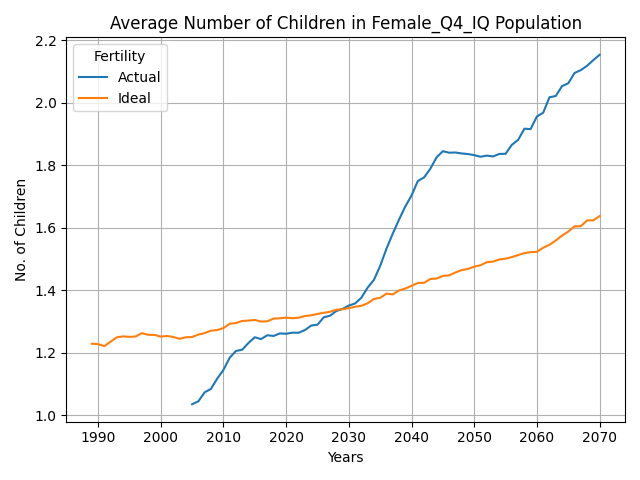 Average Number of Children in Female_Q4_IQ Population
Fertility
Actual
Ideal
No. of Children
2.2
2.0
1.8
1.6
1.4
1.2
1.0
1990 2000 2010 2020 2030 2040 2050 2060 2070
Years